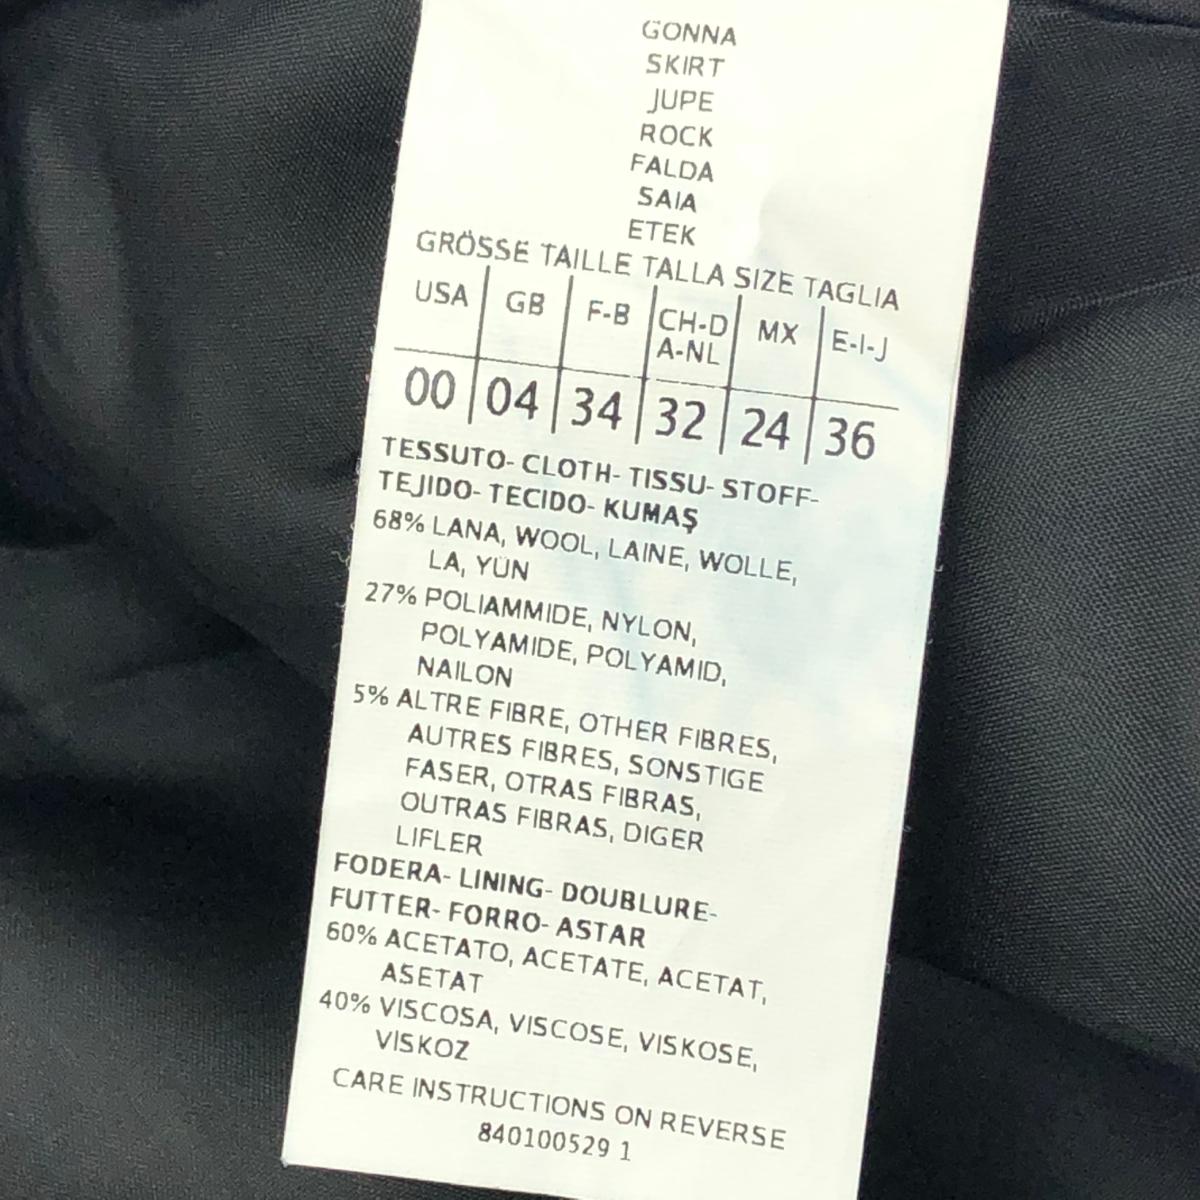 GONNA
SKIRT
JUPE
ROCK
FALDA
SAIA
ETEK
GRÖSSE TAILLE TALLA SIZE TAGLIA
USA GB F-B CH-D A-NL MX E-I-J
00 04 34 32 24 36
TESSUTO- CLOTH- TISSU- STOFF-
TEJIDO- TECIDO- KUMAŞ
68% LANA, WOOL, LAINE, WOLLE,
LA, YÜN
27% POLIAMMIDE, NYLON,
POLYAMIDE, POLYAMID,
NAILON
5% ALTRE FIBRE, OTHER FIBRES,
AUTRES FIBRES, SONSTIGE
FASER, OTRAS FIBRAS,
OUTRAS FIBRAS, DIGER
LIFLER
FODERA- LINING- DOUBLURE-
FUTTER- FORRO- ASTAR
60% ACETATO, ACETATE, ACETAT,
ASETAT
40% VISCOSA, VISCOSE, VISKOSE,
VISKOZ
CARE INSTRUCTIONS ON REVERSE
840100529 1